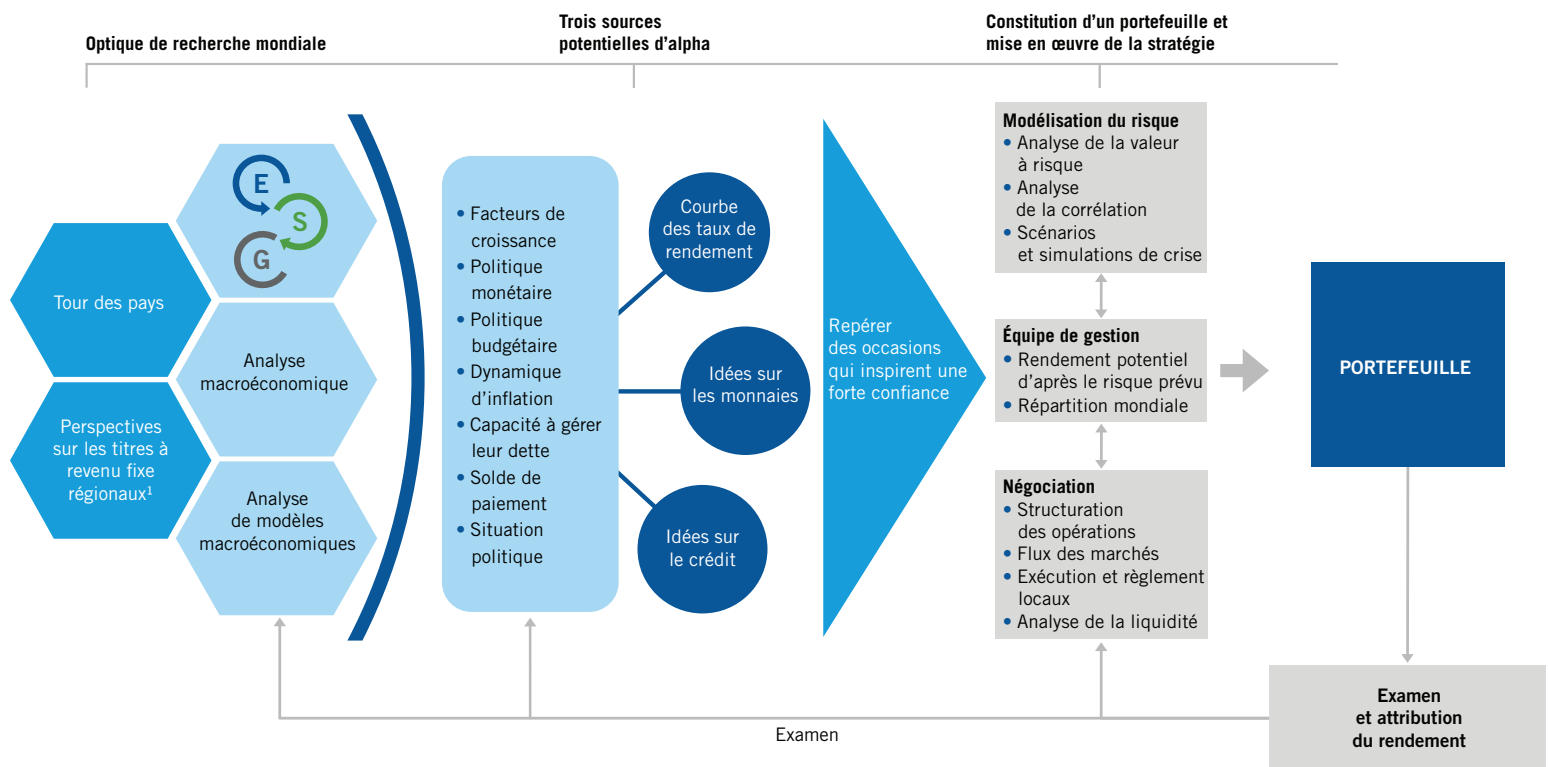 Optique de recherche mondiale
Trois sources
potentielles d'alpha
Constitution d'un portefeuille et
mise en œuvre de la stratégie
E
S
G
Tour des pays
Analyse
macroéconomique
Perspectives
sur les titres à
revenu fixe
régionaux¹
Analyse
de modèles
macroéconomiques
• Facteurs de
croissance
• Politique
monétaire
• Politique
budgétaire
• Dynamique
d'inflation
• Capacité à gérer
leur dette
• Solde de
paiement
• Situation
politique
Courbe
des taux de
rendement
Idées sur
les monnaies
Idées sur
le crédit
Repérer
des occasions
qui inspirent une
forte confiance
Modélisation du risque
• Analyse de la valeur
à risque
• Analyse
de la corrélation
• Scénarios
et simulations de crise
Équipe de gestion
• Rendement potentiel
d'après le risque prévu
• Répartition mondiale
Négociation
• Structuration
des opérations
• Flux des marchés
• Exécution et règlement
locaux
• Analyse de la liquidité
PORTEFEUILLE
Examen
et attribution
du rendement
Examen